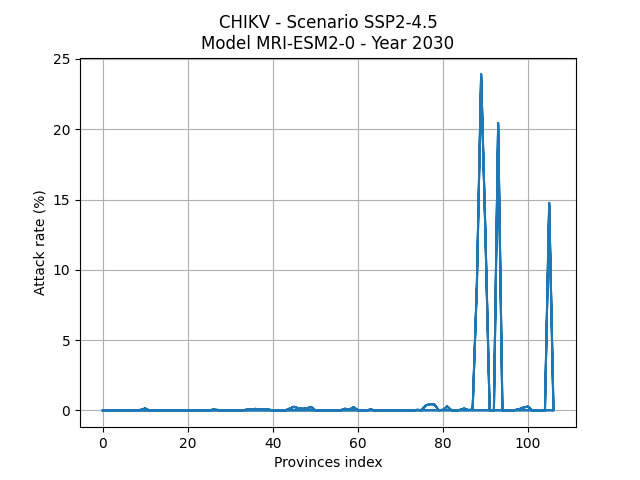 CHIKV - Scenario SSP2-4.5
Model MRI-ESM2-0 - Year 2030
25
20
15
10
5
0
Attack rate (%)
0 20 40 60 80 100
Provinces index